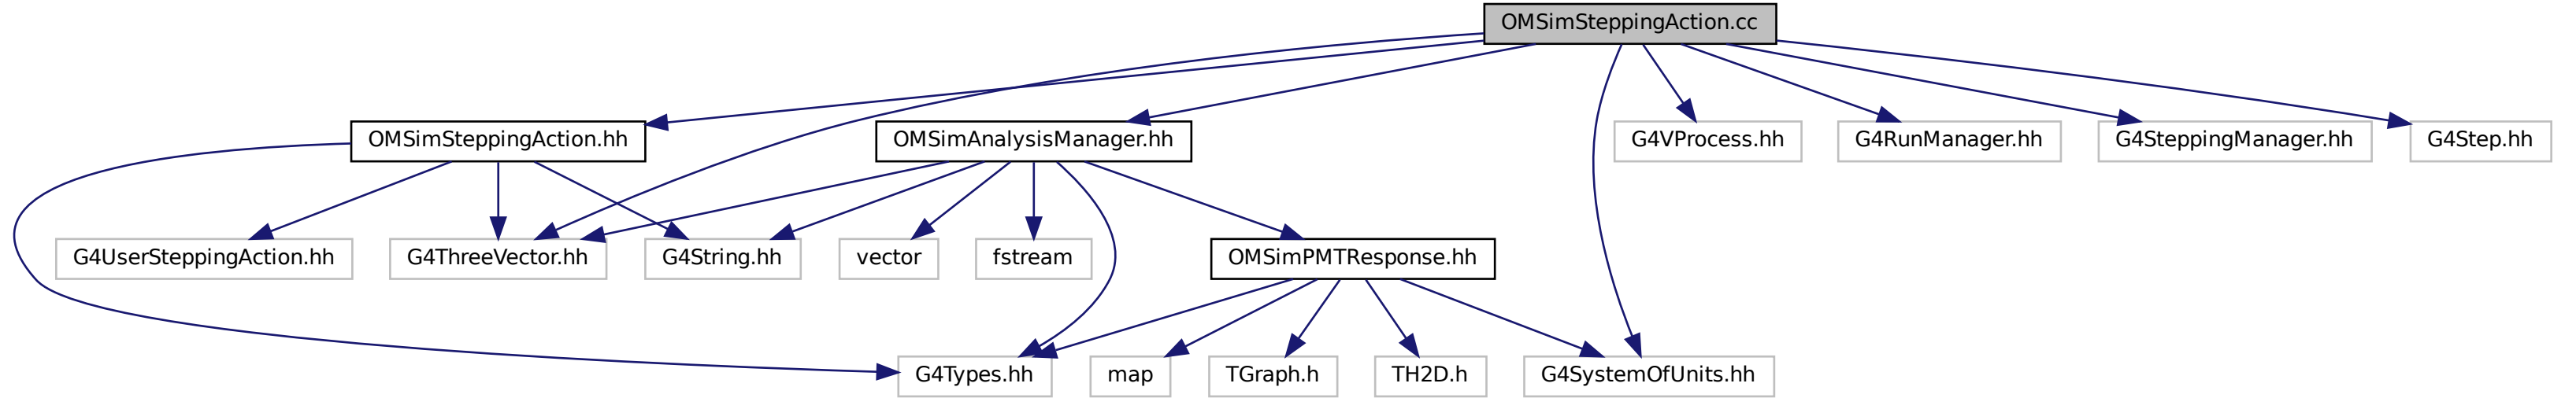 OMSimSteppingAction.cc
OMSimSteppingAction.hh
OMSimAnalysisManager.hh
G4VProcess.hh
G4RunManager.hh
G4SteppingManager.hh
G4Step.hh
G4UserSteppingAction.hh
G4ThreeVector.hh
G4String.hh
vector
fstream
OMSimPMTResponse.hh
G4Types.hh
map
TGraph.h
TH2D.h
G4SystemOfUnits.hh